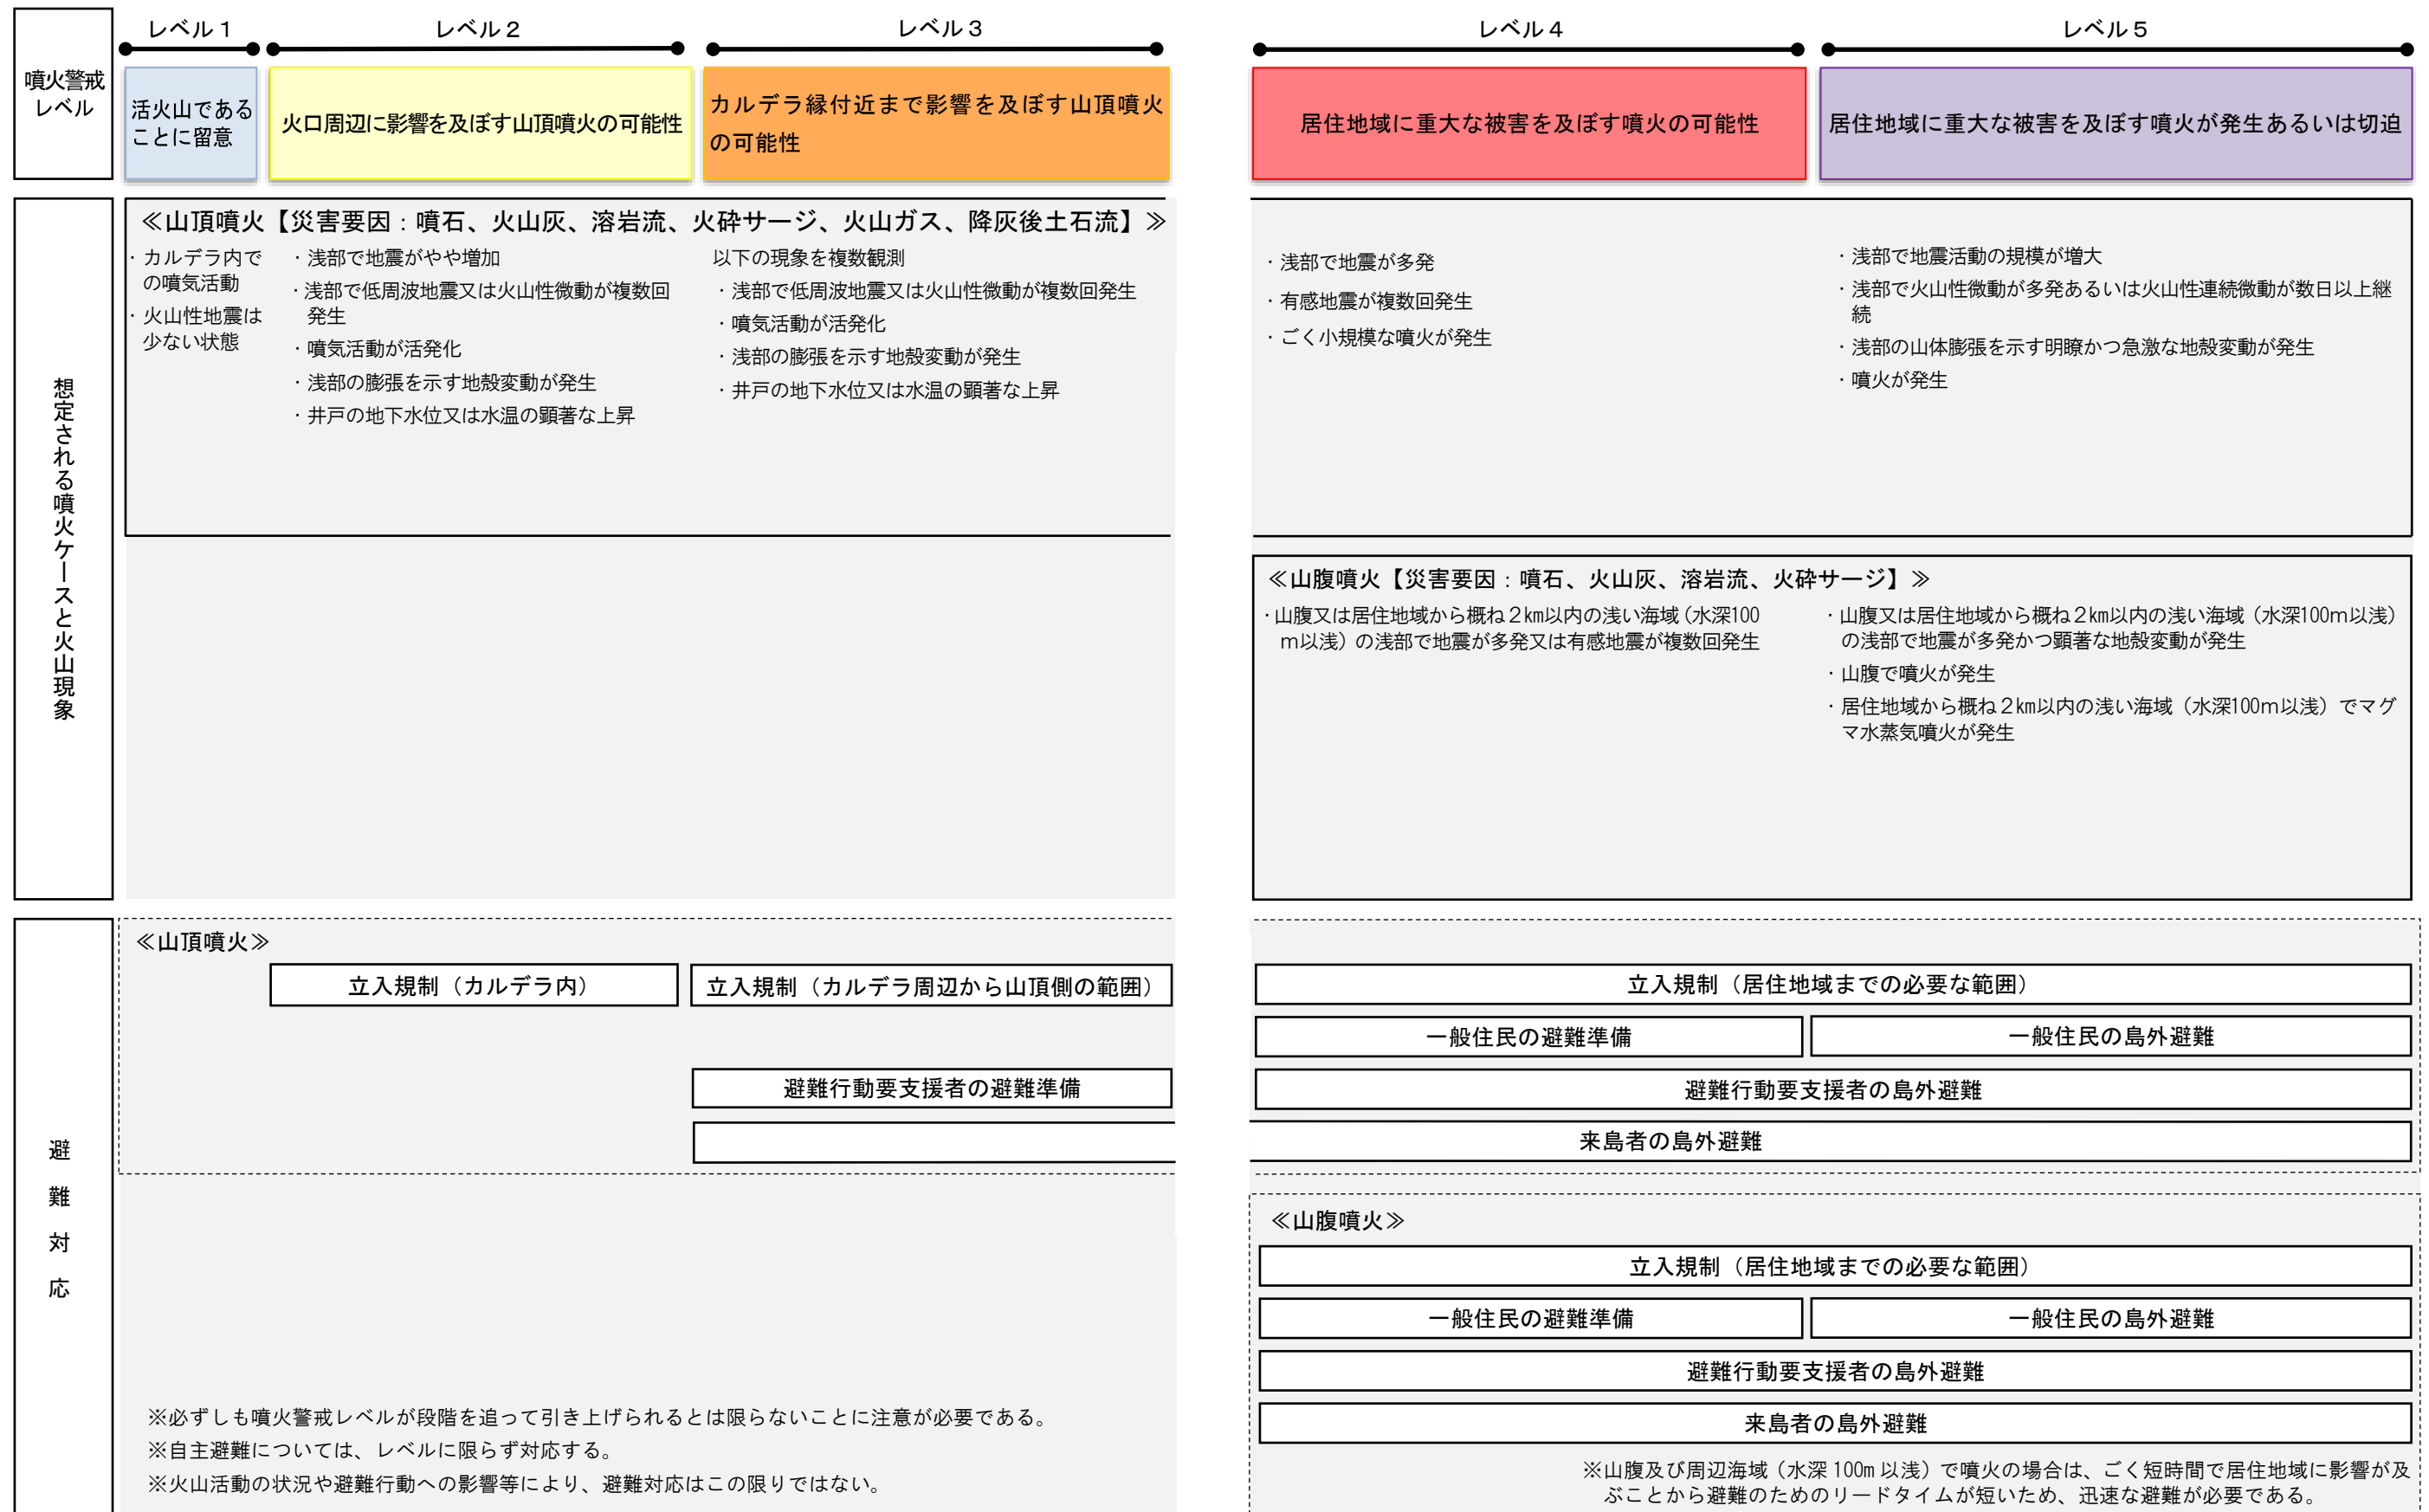 噴火警戒
レベル
レベル１
レベル２
レベル３
レベル４
レベル５
活火山である
ことに留意
火口周辺に影響を及ぼす山頂噴火の可能性
カルデラ縁付近まで影響を及ぼす山頂噴火
の可能性
居住地域に重大な被害を及ぼす噴火の可能性
居住地域に重大な被害を及ぼす噴火が発生あるいは切迫
想定される噴火ケースと火山現象
≪山頂噴火【災害要因：噴石、火山灰、溶岩流、火砕サージ、火山ガス、降灰後土石流】≫
・カルデラ内で
の噴気活動
・火山性地震は
少ない状態
・浅部で地震がやや増加
・浅部で低周波地震又は火山性微動が複数回
発生
・噴気活動が活発化
・浅部の膨張を示す地殻変動が発生
・井戸の地下水位又は水温の顕著な上昇
以下の現象を複数観測
・浅部で低周波地震又は火山性微動が複数回発生
・噴気活動が活発化
・浅部の膨張を示す地殻変動が発生
・井戸の地下水位又は水温の顕著な上昇
・浅部で地震が多発
・有感地震が複数回発生
・ごく小規模な噴火が発生
・浅部で地震活動の規模が増大
・浅部で火山性微動が多発あるいは火山性連続微動が数日以上継
続
・浅部の山体膨張を示す明瞭かつ急激な地殻変動が発生
・噴火が発生
≪山腹噴火【災害要因：噴石、火山灰、溶岩流、火砕サージ】≫
・山腹又は居住地域から概ね２㎞以内の浅い海域（水深100
ｍ以浅）の浅部で地震が多発又は有感地震が複数回発生
・山腹又は居住地域から概ね２㎞以内の浅い海域（水深100ｍ以浅）
の浅部で地震が多発かつ顕著な地殻変動が発生
・山腹で噴火が発生
・居住地域から概ね２㎞以内の浅い海域（水深100ｍ以浅）でマグ
マ水蒸気噴火が発生
避難対応
≪山頂噴火≫
立入規制（カルデラ内）
立入規制（カルデラ周辺から山頂側の範囲）
立入規制（居住地域までの必要な範囲）
一般住民の避難準備
一般住民の島外避難
避難行動要支援者の避難準備
避難行動要支援者の島外避難
来島者の島外避難
≪山腹噴火≫
立入規制（居住地域までの必要な範囲）
一般住民の避難準備
一般住民の島外避難
避難行動要支援者の島外避難
来島者の島外避難
※必ずしも噴火警戒レベルが段階を追って引き上げられるとは限らないことに注意が必要である。
※自主避難については、レベルに限らず対応する。
※火山活動の状況や避難行動への影響等により、避難対応はこの限りではない。
※山腹及び周辺海域（水深 100m 以浅）で噴火の場合は、ごく短時間で居住地域に影響が及
ぶことから避難のためのリードタイムが短いため、迅速な避難が必要である。